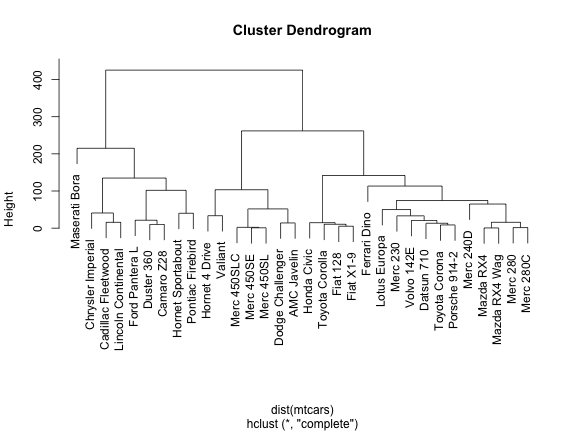 Cluster Dendrogram
Height
0
100
200
300
400
Maserati Bora
Chrysler Imperial
Cadillac Fleetwood
Lincoln Continental
Ford Pantera L
Duster 360
Camaro Z28
Hornet Sportabout
Pontiac Firebird
Hornet 4 Drive
Valiant
Merc 450SLC
Merc 450SE
Merc 450SL
Dodge Challenger
AMC Javelin
Honda Civic
Toyota Corolla
Fiat 128
Fiat X1-9
Ferrari Dino
Lotus Europa
Merc 230
Volvo 142E
Datsun 710
Toyota Corona
Porsche 914-2
Merc 240D
Mazda RX4
Mazda RX4 Wag
Merc 280
Merc 280C
dist(mtcars)
hclust (*, "complete")